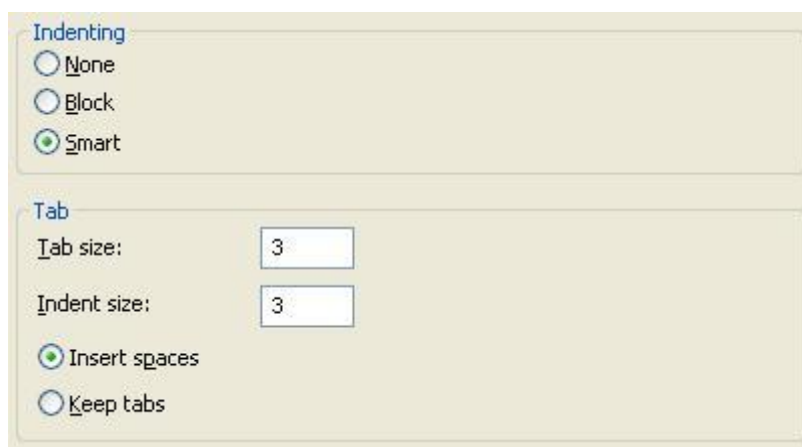 Indenting
None
Block
Smart
Tab
Tab size: 3
Indent size: 3
Insert spaces
Keep tabs